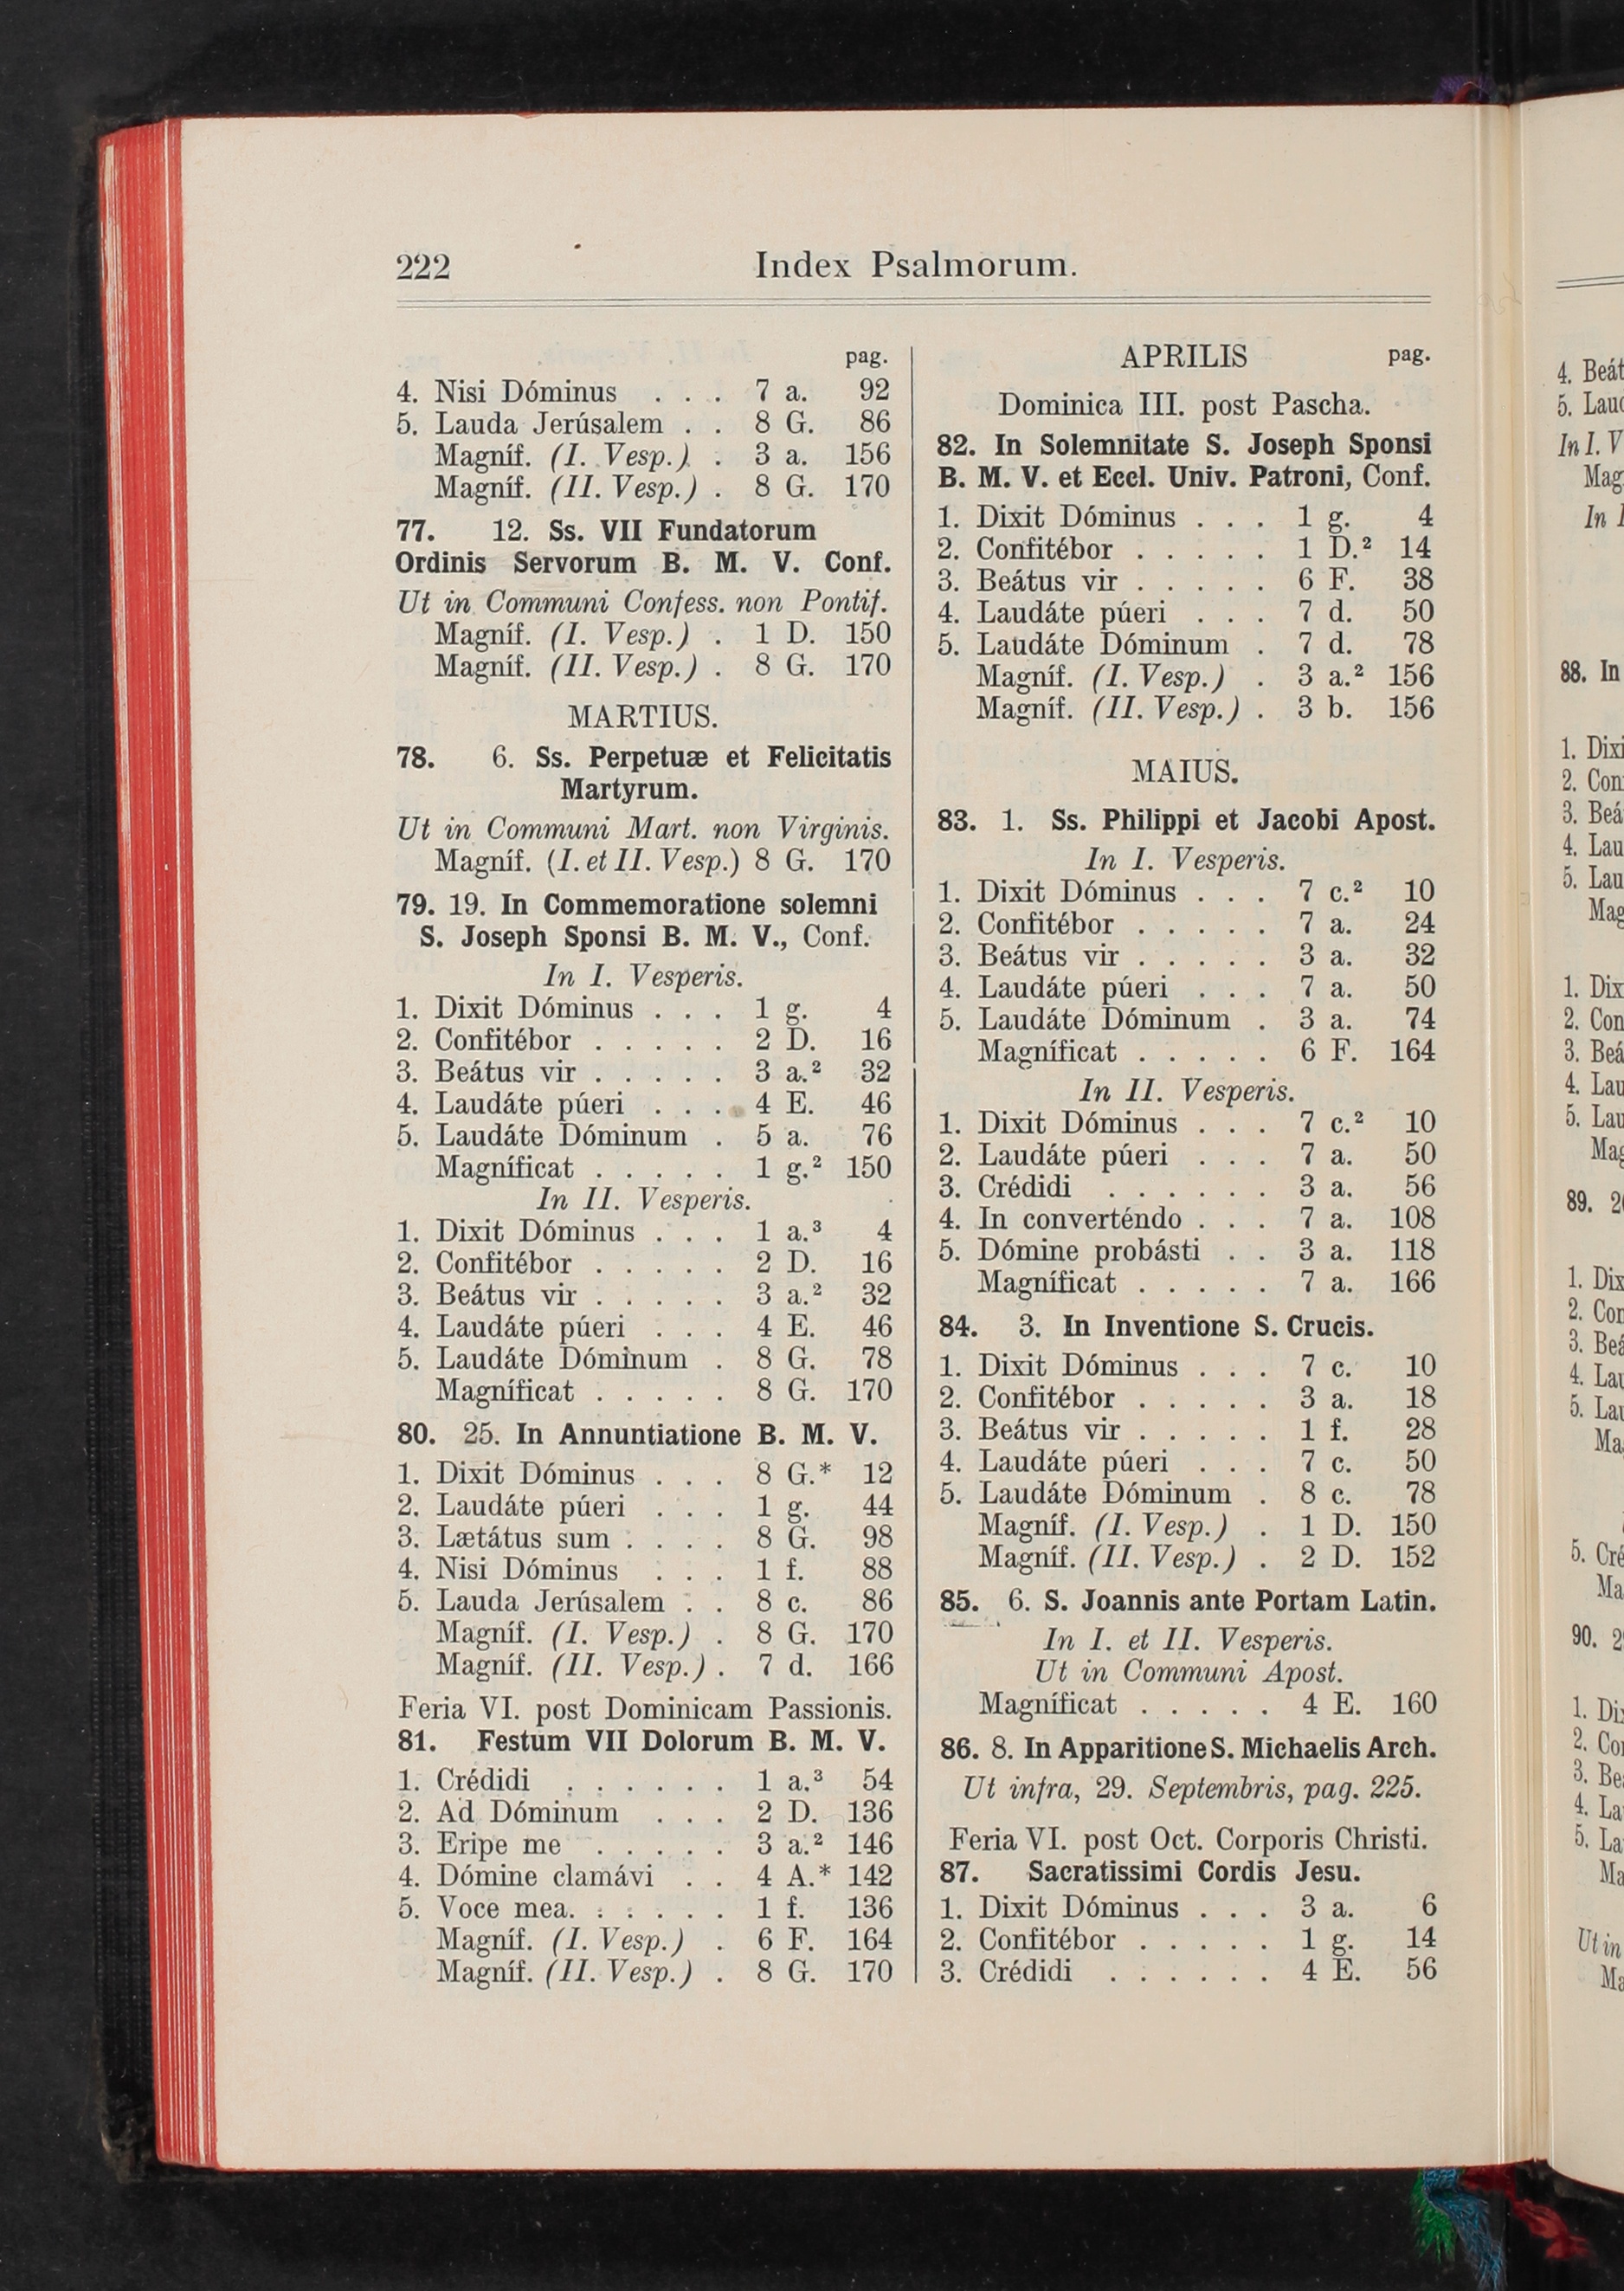 222 Index Psalmorum.
pag.
4. Nisi Dóminus . . . 7 a. 92
5. Lauda Jerúsalem . . 8 G. 86
Magníf. (I. Vesp.) . 3 a. 156
Magníf. (II. Vesp.) . 8 G. 170
77. 12. Ss. VII Fundatorum
Ordinis Servorum B. M. V. Conf.
Ut in Communi Confess. non Pontif.
Magníf. (I. Vesp.) . 1 D. 150
Magníf. (II. Vesp.) . 8 G. 170
MARTIUS.
78. 6. Ss. Perpetuæ et Felicitatis
Martyrum.
Ut in Communi Mart. non Virginis.
Magníf. (I. et II. Vesp.) 8 G. 170
79. 19. In Commemoratione solemni
S. Joseph Sponsi B. M. V., Conf.
In I. Vesperis.
1. Dixit Dóminus . . . 1 g. 4
2. Confitébor . . . . . 2 D. 16
3. Beátus vir . . . . . 3 a.² 32
4. Laudáte púeri . . . 4 E. 46
5. Laudáte Dóminum . 5 a. 76
Magníficat . . . . . 1 g.² 150
In II. Vesperis.
1. Dixit Dóminus . . . 1 a.³ 4
2. Confitébor . . . . . 2 D. 16
3. Beátus vir . . . . . 3 a.² 32
4. Laudáte púeri . . . 4 E. 46
5. Laudáte Dóminum . 8 G. 78
Magníficat . . . . . 8 G. 170
80. 25. In Annuntiatione B. M. V.
1. Dixit Dóminus . . . 8 G.* 12
2. Laudáte púeri . . . 1 g. 44
3. Lætátus sum . . . . 8 G. 98
4. Nisi Dóminus . . . 1 f. 88
5. Lauda Jerúsalem . . 8 c. 86
Magníf. (I. Vesp.) . 8 G. 170
Magníf. (II. Vesp.) . 7 d. 166
Feria VI. post Dominicam Passionis.
81. Festum VII Dolorum B. M. V.
1. Crédidi . . . . . . 1 a.³ 54
2. Ad Dóminum . . . 2 D. 136
3. Eripe me . . . . . 3 a.² 146
4. Dómine clamávi . . 4 A.* 142
5. Voce mea. . . . . . 1 f. 136
Magníf. (I. Vesp.) . 6 F. 164
Magníf. (II. Vesp.) . 8 G. 170
APRILIS pag.
Dominica III. post Pascha.
82. In Solemnitate S. Joseph Sponsi
B. M. V. et Eccl. Univ. Patroni, Conf.
1. Dixit Dóminus . . . 1 g. 4
2. Confitébor . . . . . 1 D.² 14
3. Beátus vir . . . . . 6 F. 38
4. Laudáte púeri . . . 7 d. 50
5. Laudáte Dóminum . 7 d. 78
Magníf. (I. Vesp.) . 3 a.² 156
Magníf. (II. Vesp.) . 3 b. 156
MAIUS.
83. 1. Ss. Philippi et Jacobi Apost.
In I. Vesperis.
1. Dixit Dóminus . . . 7 c.² 10
2. Confitébor . . . . . 7 a. 24
3. Beátus vir . . . . . 3 a. 32
4. Laudáte púeri . . . 7 a. 50
5. Laudáte Dóminum . 3 a. 74
Magníficat . . . . . 6 F. 164
In II. Vesperis.
1. Dixit Dóminus . . . 7 c.² 10
2. Laudáte púeri . . . 7 a. 50
3. Crédidi . . . . . . 3 a. 56
4. In converténdo . . . 7 a. 108
5. Dómine probásti . . 3 a. 118
Magníficat . . . . . 7 a. 166
84. 3. In Inventione S. Crucis.
1. Dixit Dóminus . . . 7 c. 10
2. Confitébor . . . . . 3 a. 18
3. Beátus vir . . . . . 1 f. 28
4. Laudáte púeri . . . 7 c. 50
5. Laudáte Dóminum . 8 c. 78
Magníf. (I. Vesp.) . 1 D. 150
Magníf. (II. Vesp.) . 2 D. 152
85. 6. S. Joannis ante Portam Latin.
In I. et II. Vesperis.
Ut in Communi Apost.
Magníficat . . . . . 4 E. 160
86. 8. In Apparitione S. Michaelis Arch.
Ut infra, 29. Septembris, pag. 225.
Feria VI. post Oct. Corporis Christi.
87. Sacratissimi Cordis Jesu.
1. Dixit Dóminus . . . 3 a. 6
2. Confitébor . . . . . 1 g. 14
3. Crédidi . . . . . . 4 E. 56